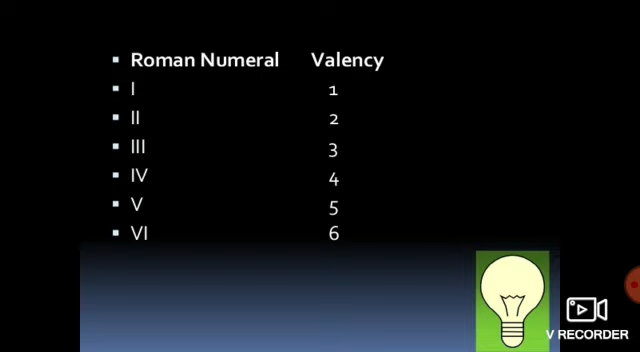 Roman Numeral Valency
I 1
II 2
III 3
IV 4
V 5
VI 6
V RECORDER